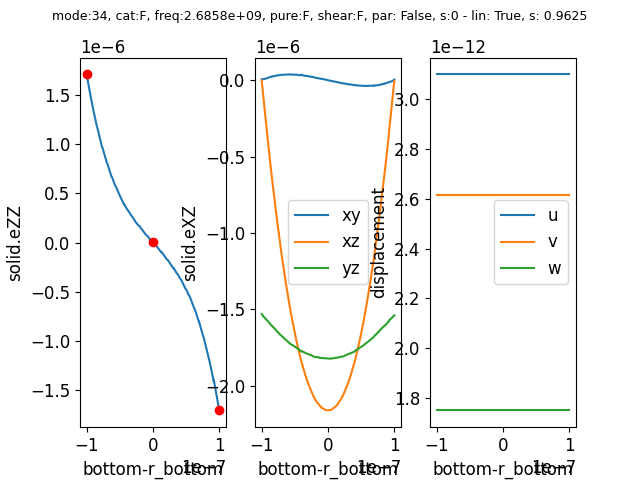 mode:34, cat:F, freq:2.6858e+09, pure:F, shear:F, par: False, s:0 - lin: True, s: 0.9625
1e−6
1.5
1.0
0.5
0.0
−0.5
−1.0
−1.5
solid.eZZ
−1
0
1
1e−7
bottom-r_bottom
1e−6
0.0
−0.5
−1.0
−1.5
−2.0
solid.eXZ
xy
xz
yz
−1
0
1
1e−7
bottom-r_bottom
1e−12
3.0
2.8
2.6
2.4
2.2
2.0
1.8
displacement
u
v
w
−1
0
1
1e−7
bottom-r_bottom